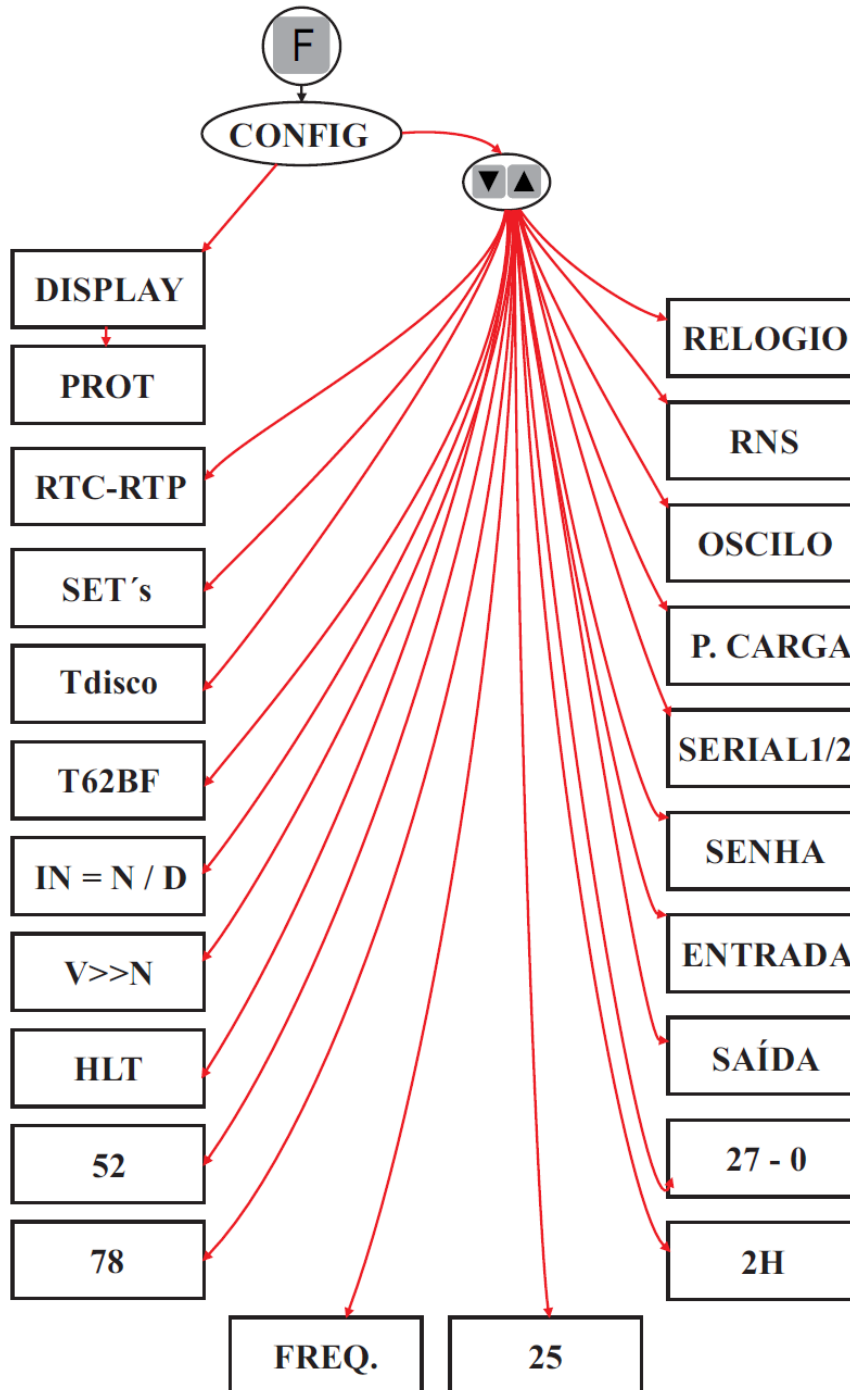 F
CONFIG
▼ ▲
DISPLAY
PROT
RTC-RTP
SET´s
Tdisco
T62BF
IN = N / D
V>>N
HLT
52
78
FREQ.
25
RELOGIO
RNS
OSCILO
P. CARGA
SERIAL1/2
SENHA
ENTRADA
SAÍDA
27 - 0
2H